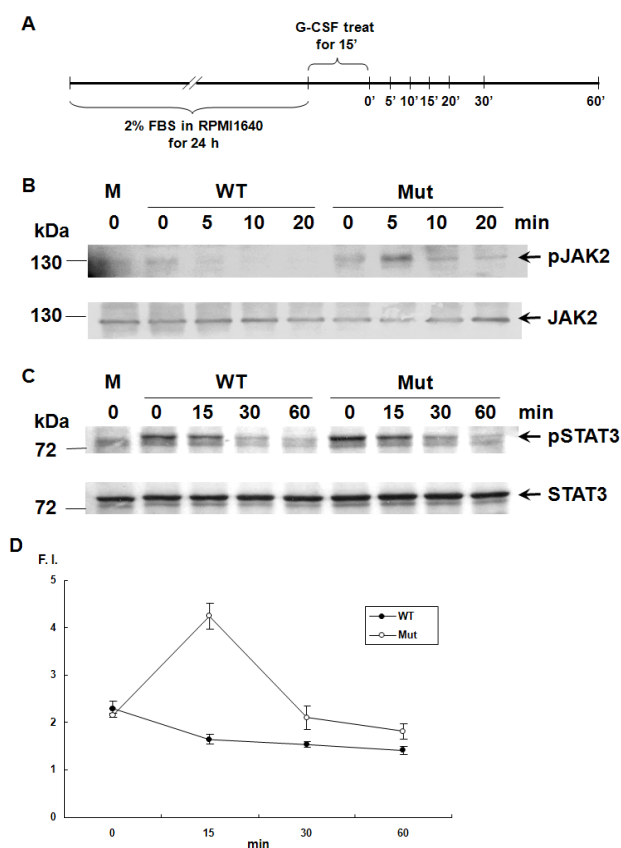 A
G-CSF treat
for 15’
0’ 5’ 10’ 15’ 20’ 30’ 60’
2% FBS in RPMI1640
for 24 h
B
M WT Mut
kDa 0 0 5 10 20 0 5 10 20 min
130 pJAK2
130 JAK2
C
M WT Mut
kDa 0 0 15 30 60 0 15 30 60 min
72 pSTAT3
72 STAT3
D
F. I.
5
4
3
2
1
0
WT
Mut
0 15 30 60
min